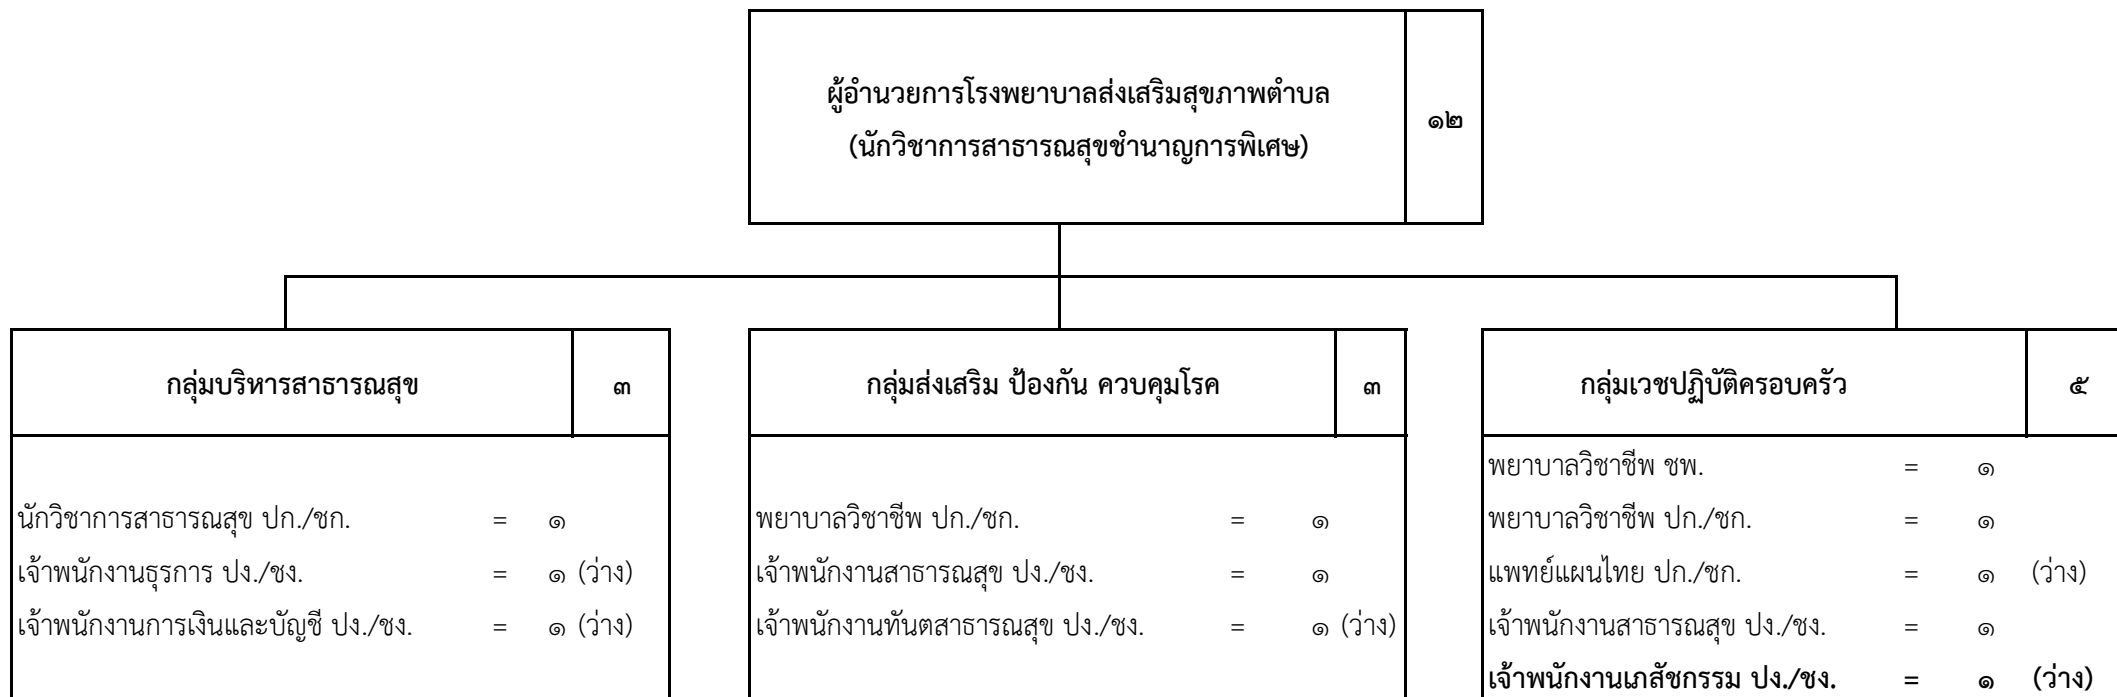 ผู้อำนวยการโรงพยาบาลส่งเสริมสุขภาพตำบล
(นักวิชาการสาธารณสุขชำนาญการพิเศษ)
๑๒
กลุ่มบริหารสาธารณสุข ๓
นักวิชาการสาธารณสุข ปก./ชก. = ๑
เจ้าพนักงานธุรการ ปง./ชง. = ๑ (ว่าง)
เจ้าพนักงานการเงินและบัญชี ปง./ชง. = ๑ (ว่าง)
กลุ่มส่งเสริม ป้องกัน ควบคุมโรค ๓
พยาบาลวิชาชีพ ปก./ชก. = ๑
เจ้าพนักงานสาธารณสุข ปง./ชง. = ๑
เจ้าพนักงานทันตสาธารณสุข ปง./ชง. = ๑ (ว่าง)
กลุ่มเวชปฏิบัติครอบครัว ๕
พยาบาลวิชาชีพ ชพ. = ๑
พยาบาลวิชาชีพ ปก./ชก. = ๑
แพทย์แผนไทย ปก./ชก. = ๑ (ว่าง)
เจ้าพนักงานสาธารณสุข ปง./ชง. = ๑
เจ้าพนักงานเภสัชกรรม ปง./ชง. = ๑ (ว่าง)